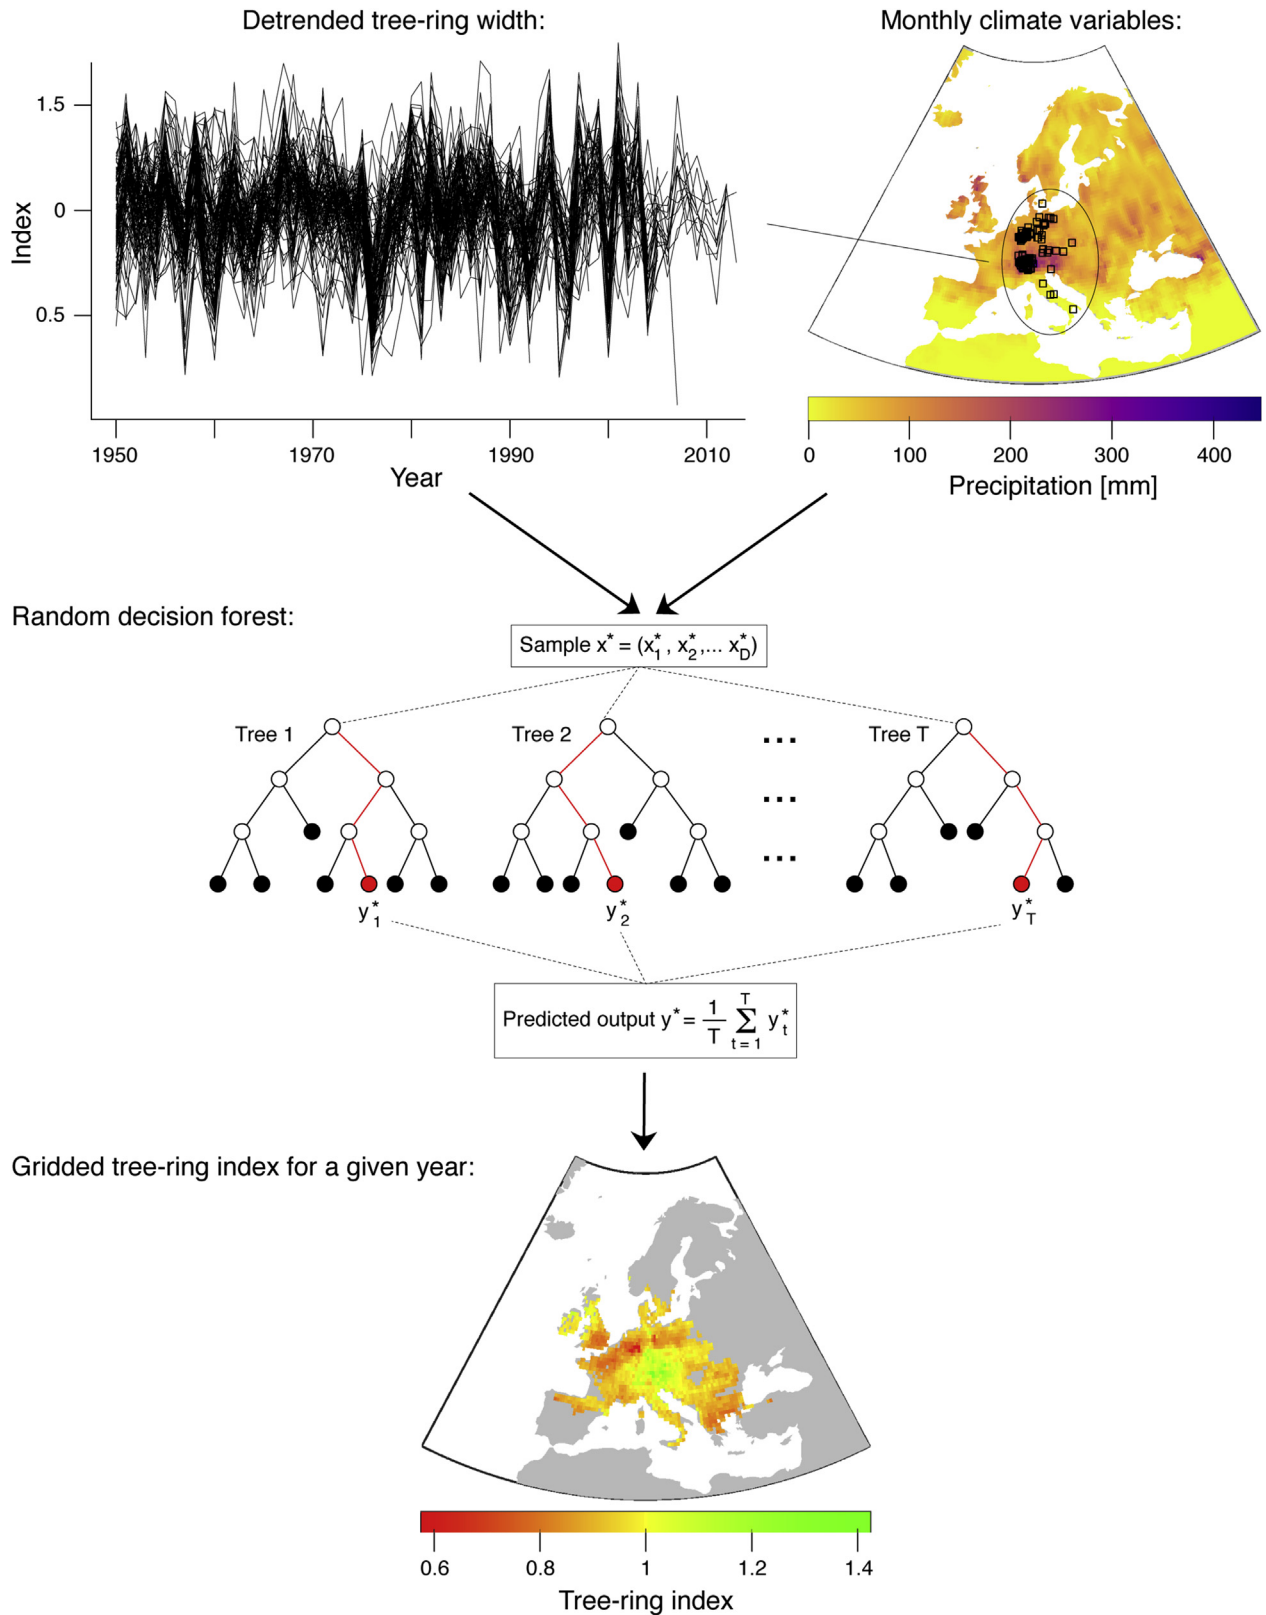 Detrended tree-ring width:
Monthly climate variables:
1.5
0
0.5
Index
1950
1970
1990
2010
Year
0
100
200
300
400
Precipitation [mm]
Random decision forest:
Sample x* = (x*₁, x*₂,... x*_D)
Tree 1
Tree 2
...
Tree T
...
...
y*₁
y*₂
y*_T
Predicted output y* = 1/T Σ_{t = 1}^{T} y*_t
Gridded tree-ring index for a given year:
0.6
0.8
1
1.2
1.4
Tree-ring index